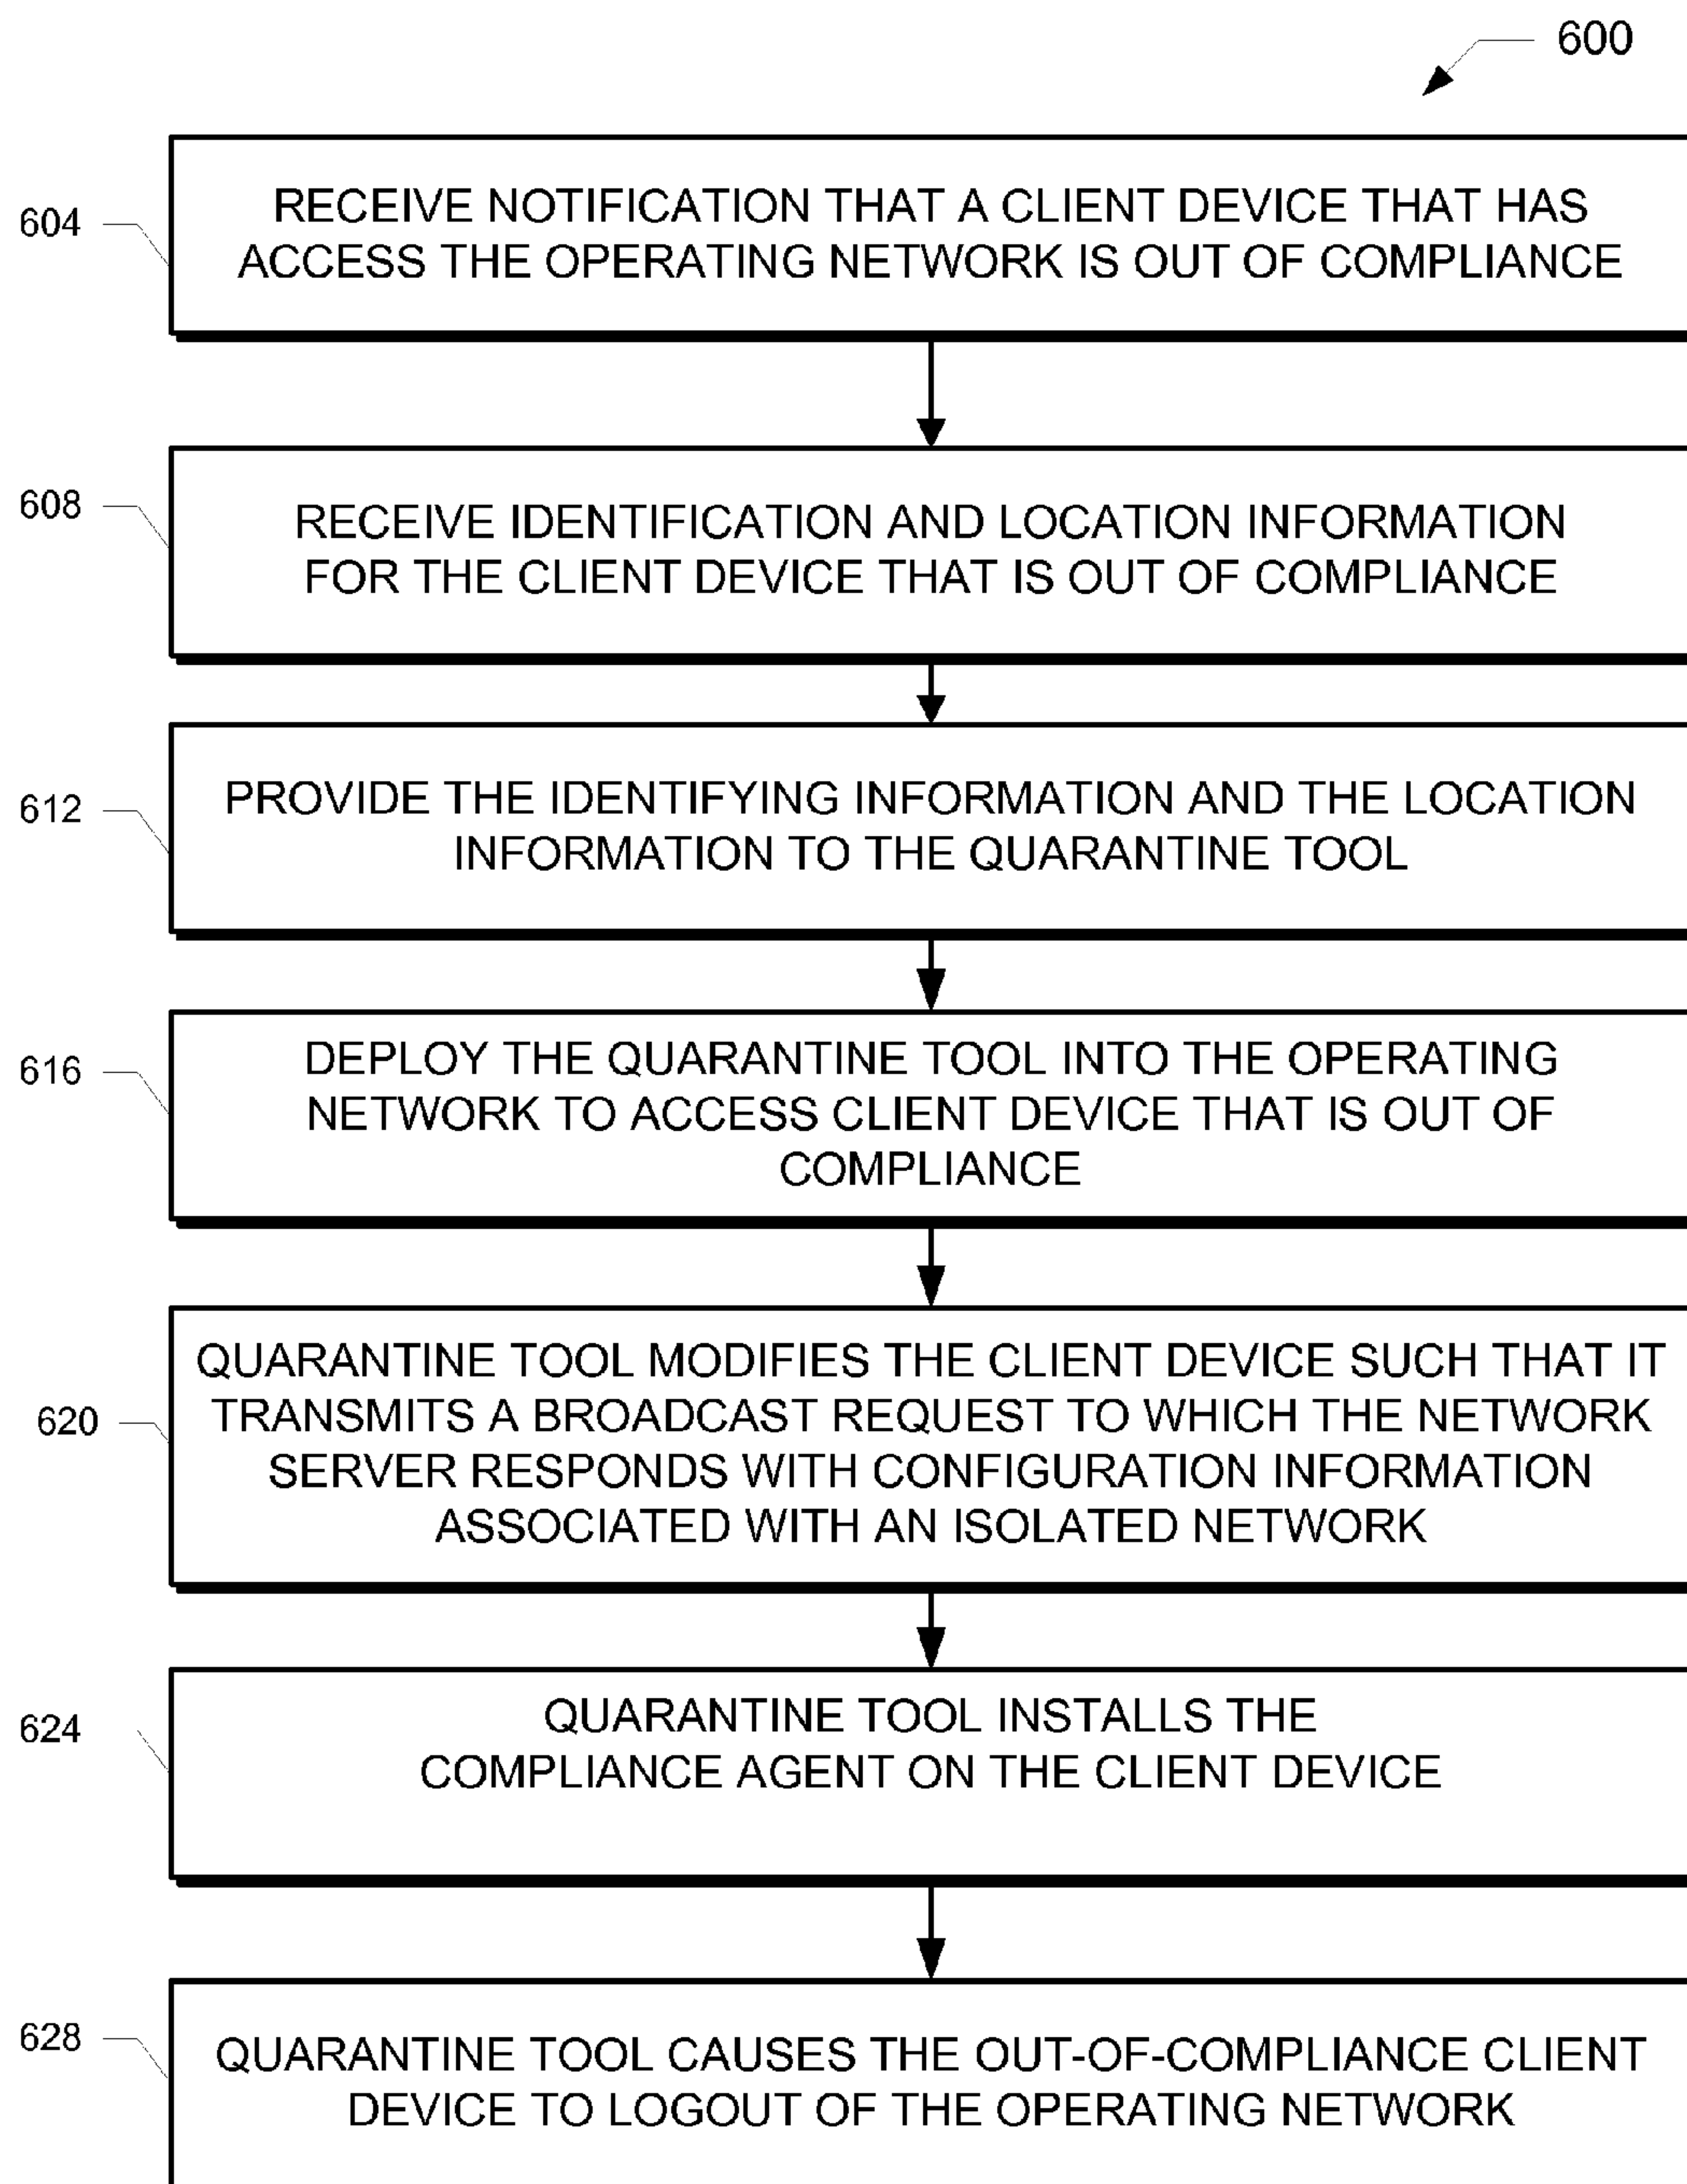 600
604
RECEIVE NOTIFICATION THAT A CLIENT DEVICE THAT HAS
ACCESS THE OPERATING NETWORK IS OUT OF COMPLIANCE
608
RECEIVE IDENTIFICATION AND LOCATION INFORMATION
FOR THE CLIENT DEVICE THAT IS OUT OF COMPLIANCE
612
PROVIDE THE IDENTIFYING INFORMATION AND THE LOCATION
INFORMATION TO THE QUARANTINE TOOL
616
DEPLOY THE QUARANTINE TOOL INTO THE OPERATING
NETWORK TO ACCESS CLIENT DEVICE THAT IS OUT OF
COMPLIANCE
620
QUARANTINE TOOL MODIFIES THE CLIENT DEVICE SUCH THAT IT
TRANSMITS A BROADCAST REQUEST TO WHICH THE NETWORK
SERVER RESPONDS WITH CONFIGURATION INFORMATION
ASSOCIATED WITH AN ISOLATED NETWORK
624
QUARANTINE TOOL INSTALLS THE
COMPLIANCE AGENT ON THE CLIENT DEVICE
628
QUARANTINE TOOL CAUSES THE OUT-OF-COMPLIANCE CLIENT
DEVICE TO LOGOUT OF THE OPERATING NETWORK